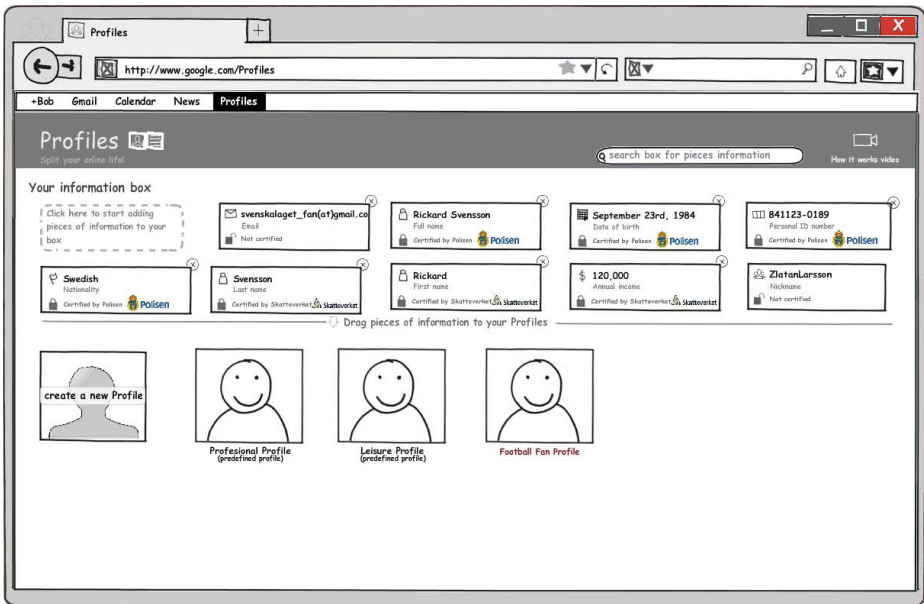 Profiles
http://www.google.com/Profiles
+Bob Gmail Calendar News Profiles
Profiles
Split your online life!
search box for pieces information
How it works video
Your information box
Click here to start adding
pieces of information to your
box
svenskalaget_fan(at)gmail.co
Email
Not certified
Rickard Svensson
Full name
Certified by Polisen Polisen
September 23rd, 1984
Date of birth
Certified by Polisen Polisen
841123-0189
Personal ID number
Certified by Polisen Polisen
Swedish
Nationality
Certified by Polisen Polisen
Svensson
Last name
Certified by Skatteverket Skatteverket
Rickard
First name
Certified by Skatteverket Skatteverket
$ 120,000
Annual income
Certified by Skatteverket Skatteverket
ZlatanLarsson
Nickname
Not certified
Drag pieces of information to your Profiles
create a new Profile
Profesional Profile
(predefined profile)
Leisure Profile
(predefined profile)
Football Fan Profile